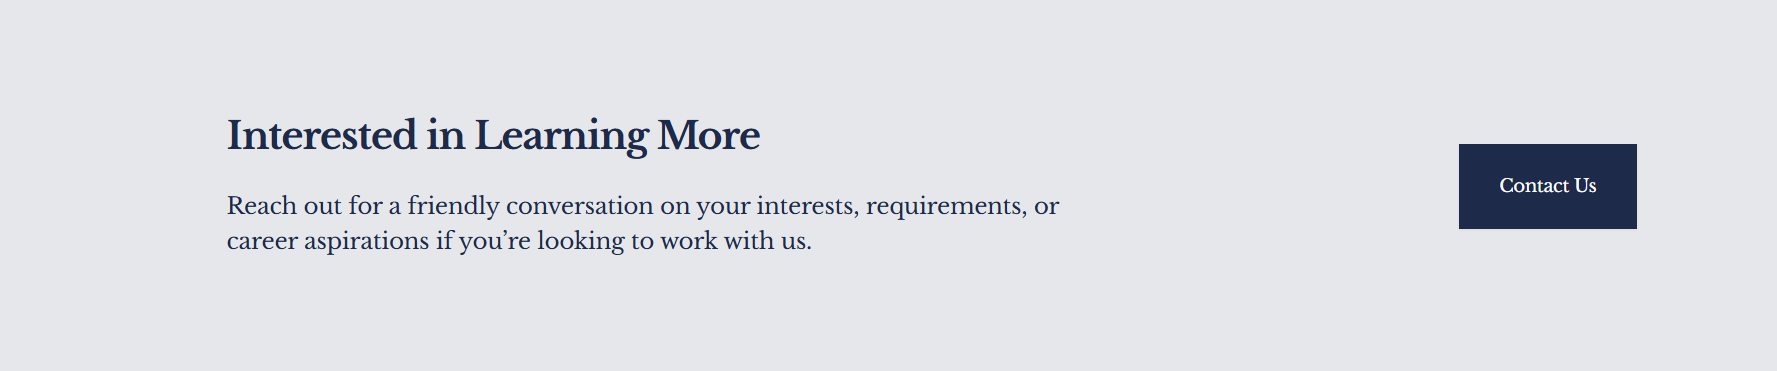 Interested in Learning More
Reach out for a friendly conversation on your interests, requirements, or
career aspirations if you’re looking to work with us.
Contact Us